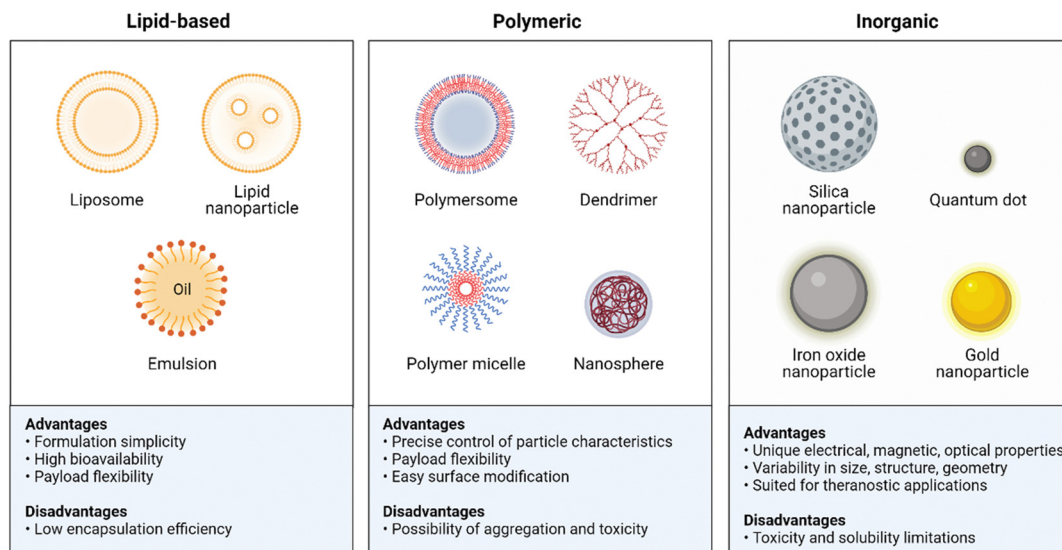 Lipid-based
Liposome
Lipid
nanoparticle
Oil
Emulsion
Advantages
• Formulation simplicity
• High bioavailability
• Payload flexibility
Disadvantages
• Low encapsulation efficiency
Polymeric
Polymersome
Dendrimer
Polymer micelle
Nanosphere
Advantages
• Precise control of particle characteristics
• Payload flexibility
• Easy surface modification
Disadvantages
• Possibility of aggregation and toxicity
Inorganic
Silica
nanoparticle
Quantum dot
Iron oxide
nanoparticle
Gold
nanoparticle
Advantages
• Unique electrical, magnetic, optical properties
• Variability in size, structure, geometry
• Suited for theranostic applications
Disadvantages
• Toxicity and solubility limitations